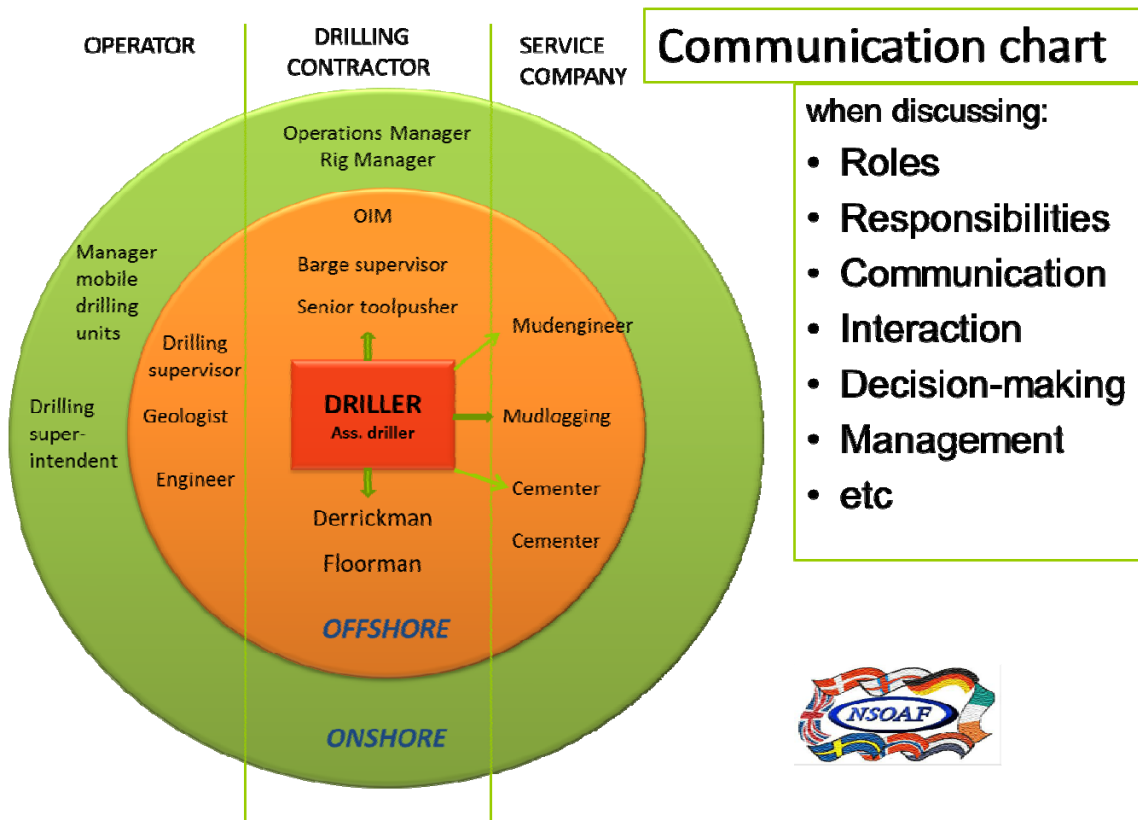 OPERATOR
DRILLING
CONTRACTOR
SERVICE
COMPANY
Communication chart
when discussing:
• Roles
• Responsibilities
• Communication
• Interaction
• Decision-making
• Management
• etc
Operations Manager
Rig Manager
OIM
Barge supervisor
Senior toolpusher
Manager
mobile
drilling
units
Drilling
super-
intendent
Drilling
supervisor
Geologist
Engineer
DRILLER
Ass. driller
Mudengineer
Mudlogging
Cementer
Cementer
Derrickman
Floorman
OFFSHORE
ONSHORE
NSOAF